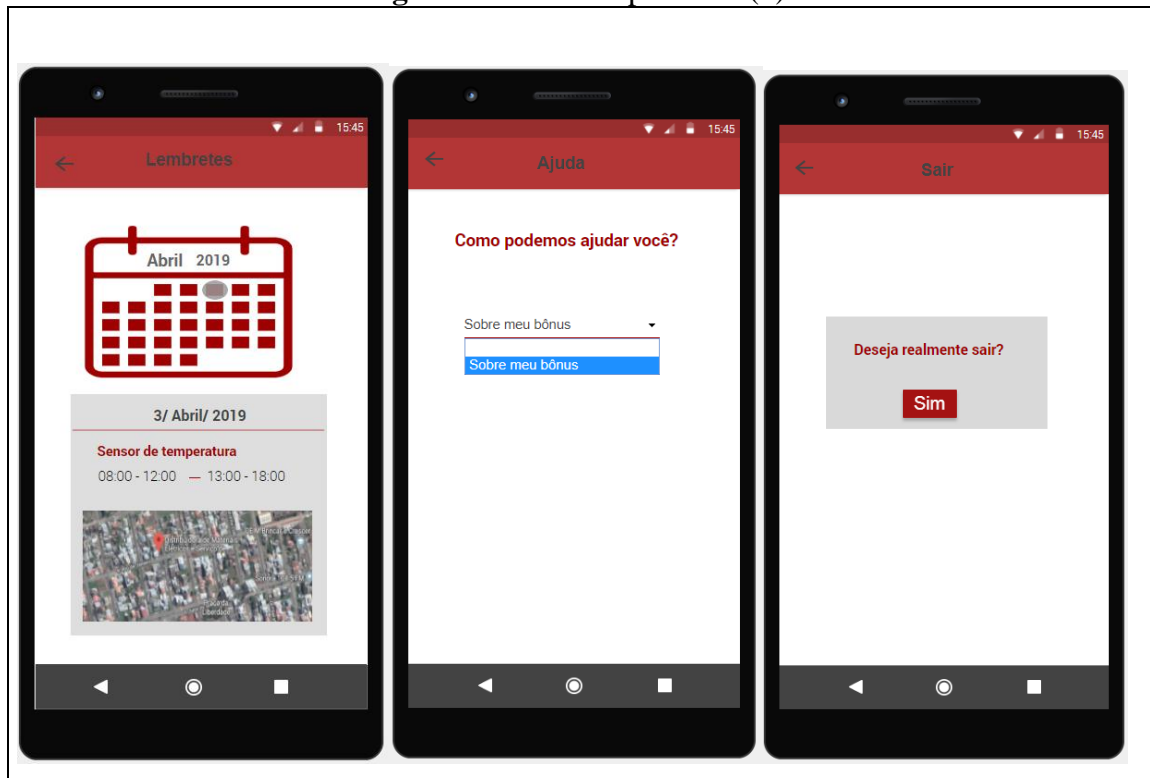 15:45
Lembretes
Abril 2019
3/ Abril/ 2019
Sensor de temperatura
08:00 - 12:00 — 13:00 - 18:00
Liberdade
15:45
Ajuda
Como podemos ajudar você?
Sobre meu bônus
Sobre meu bônus
15:45
Sair
Deseja realmente sair?
Sim